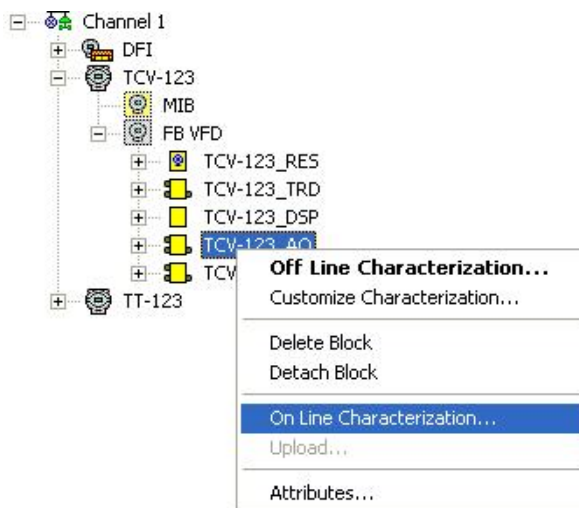 Channel 1
DFI
TCV-123
MIB
FB VFD
TCV-123_RES
TCV-123_TRD
TCV-123_DSP
TCV-123_AO
TCV
TT-123
Off Line Characterization...
Customize Characterization...
Delete Block
Detach Block
On Line Characterization...
Upload...
Attributes...